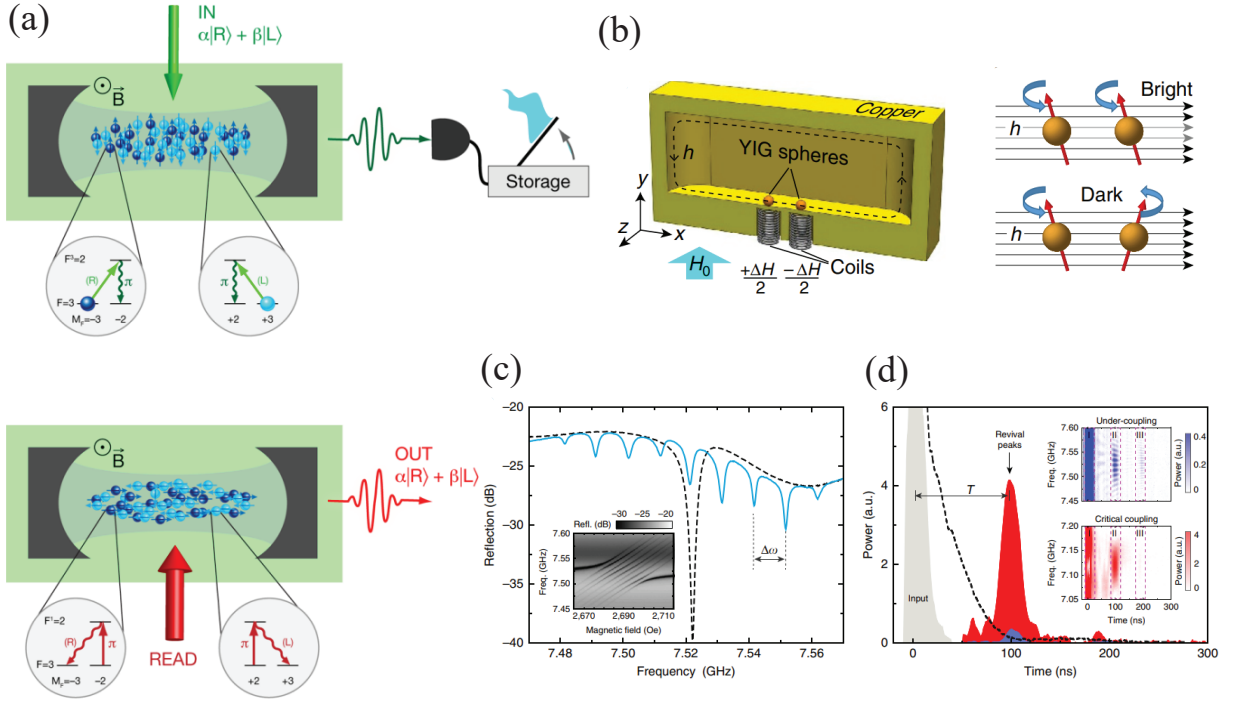 (a)
IN
α|R⟩ + β|L⟩
B
Storage
F'=2
(R)
π
F=3
M_F=−3 −2
π
(L)
+2 +3
B
OUT
α|R⟩ + β|L⟩
F'=2
(R)
π
F=3
M_F=−3 −2
READ
π
(L)
+2 +3
(b)
Copper
YIG spheres
h
y
z
x
H₀
+ΔH/2
−ΔH/2
Coils
Bright
h
Dark
h
(c)
−20
−25
−30
−35
−40
Reflection (dB)
Refl. (dB)
−30 −25 −20
7.60
7.55
7.50
7.45
Freq. (GHz)
2,670 2,690 2,710
Magnetic field (Oe)
Δω
7.48 7.50 7.52 7.54 7.56
Frequency (GHz)
(d)
6
4
2
0
Power (a.u.)
Input
T
Revival
peaks
Under-coupling
I II III
7.60
7.55
7.50
7.45
Freq. (GHz)
0.4
0.2
0
Power (a.u.)
Critical coupling
I II III
7.20
7.15
7.10
7.05
Freq. (GHz)
4
2
0
Power (a.u.)
0 100 200 300
Time (ns)
0 100 200 300
Time (ns)